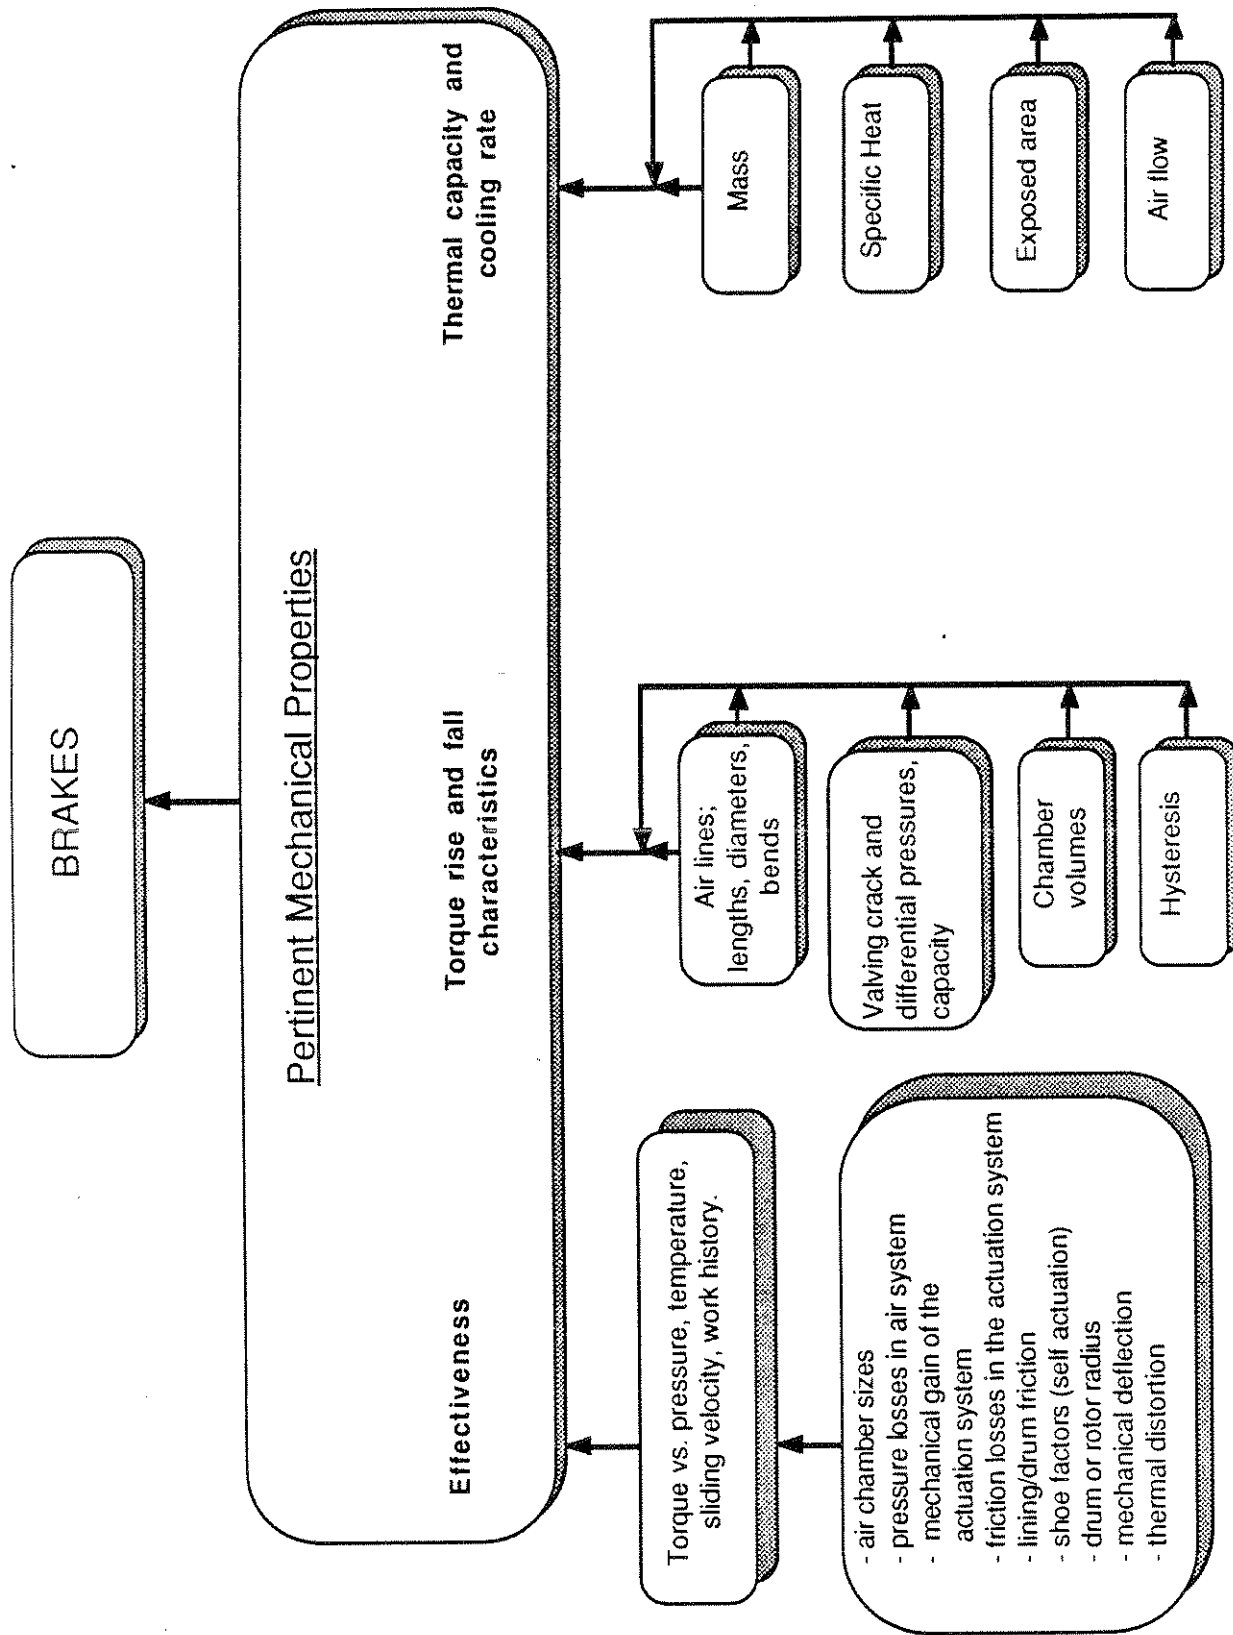 BRAKES
Pertinent Mechanical Properties
Effectiveness
Torque rise and fall
characteristics
Thermal capacity and
cooling rate
Torque vs. pressure, temperature,
sliding velocity, work history.
- air chamber sizes
- pressure losses in air system
- mechanical gain of the
actuation system
- friction losses in the actuation system
- lining/drum friction
- shoe factors (self actuation)
- drum or rotor radius
- mechanical deflection
- thermal distortion
Air lines;
lengths, diameters,
bends
Valving crack and
differential pressures,
capacity
Chamber
volumes
Hysteresis
Mass
Specific Heat
Exposed area
Air flow